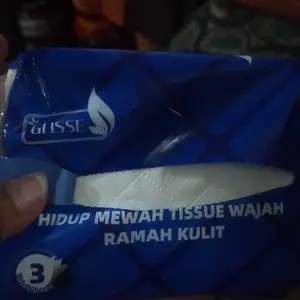 GLISSE
HIDUP MEWAH TISSUE WAJAH
RAMAH KULIT
3